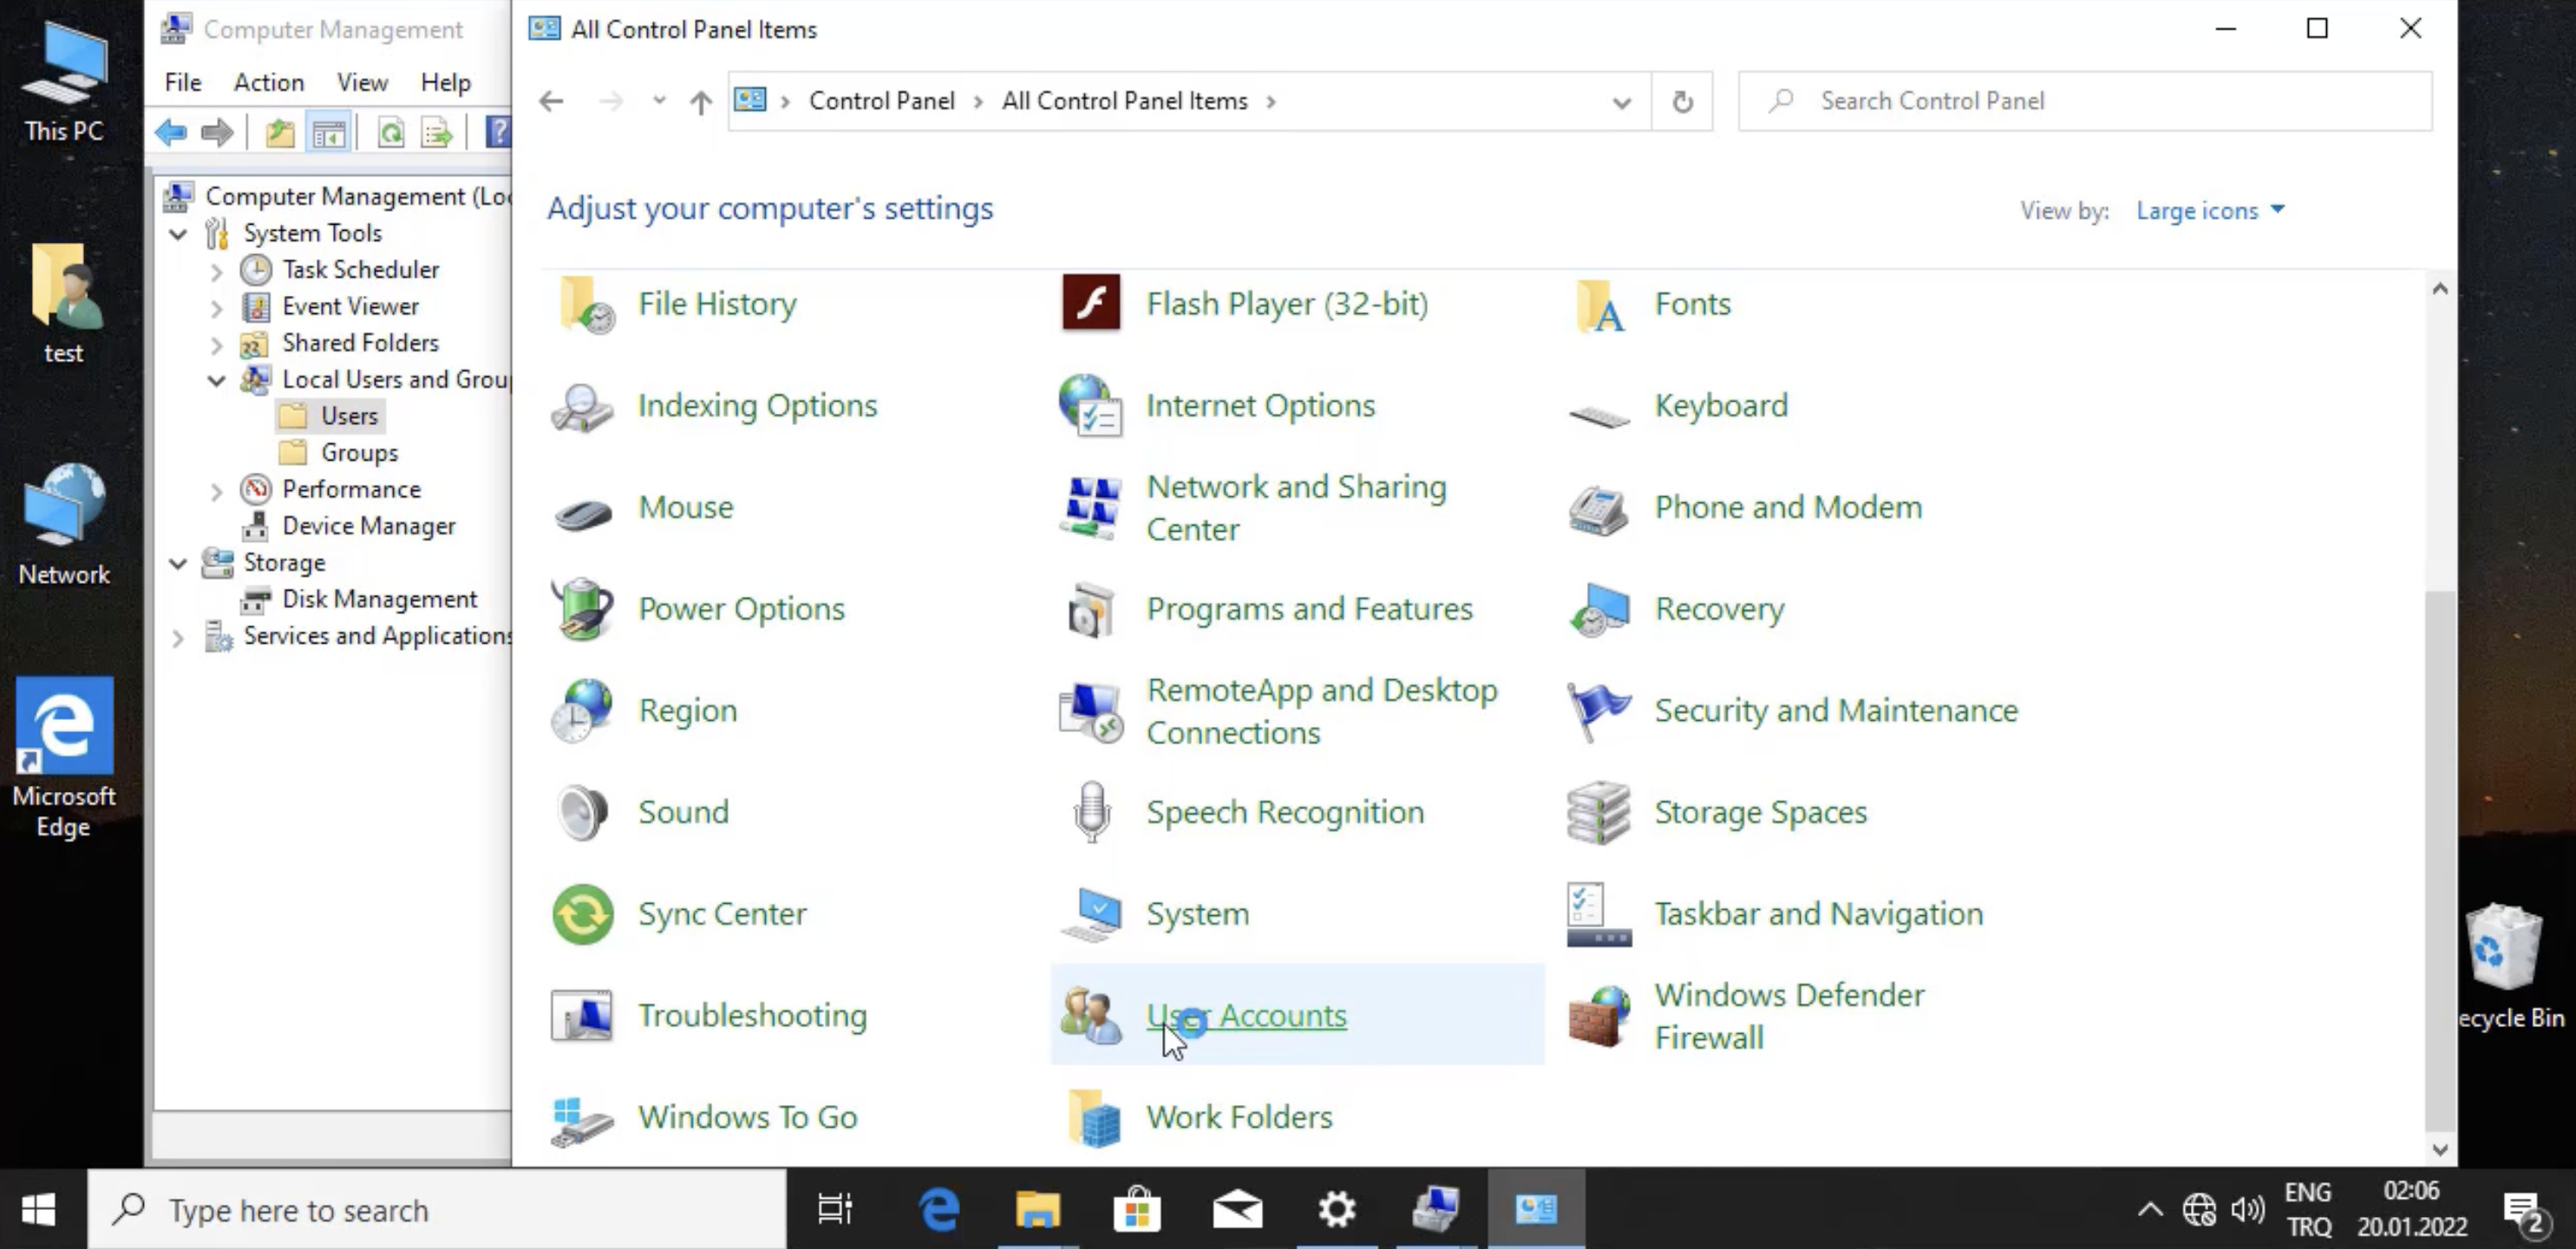 This PC
test
Network
Microsoft
Edge
Computer Management
File Action View Help
Computer Management (Loc
System Tools
Task Scheduler
Event Viewer
Shared Folders
Local Users and Grou
Users
Groups
Performance
Device Manager
Storage
Disk Management
Services and Applications
All Control Panel Items
Control Panel > All Control Panel Items >
Search Control Panel
Adjust your computer's settings
View by: Large icons
File History
Flash Player (32-bit)
Fonts
Indexing Options
Internet Options
Keyboard
Mouse
Network and Sharing
Center
Phone and Modem
Power Options
Programs and Features
Recovery
Region
RemoteApp and Desktop
Connections
Security and Maintenance
Sound
Speech Recognition
Storage Spaces
Sync Center
System
Taskbar and Navigation
Troubleshooting
User Accounts
Windows Defender
Firewall
Windows To Go
Work Folders
ecycle Bin
Type here to search
ENG
TRQ
02:06
20.01.2022
2